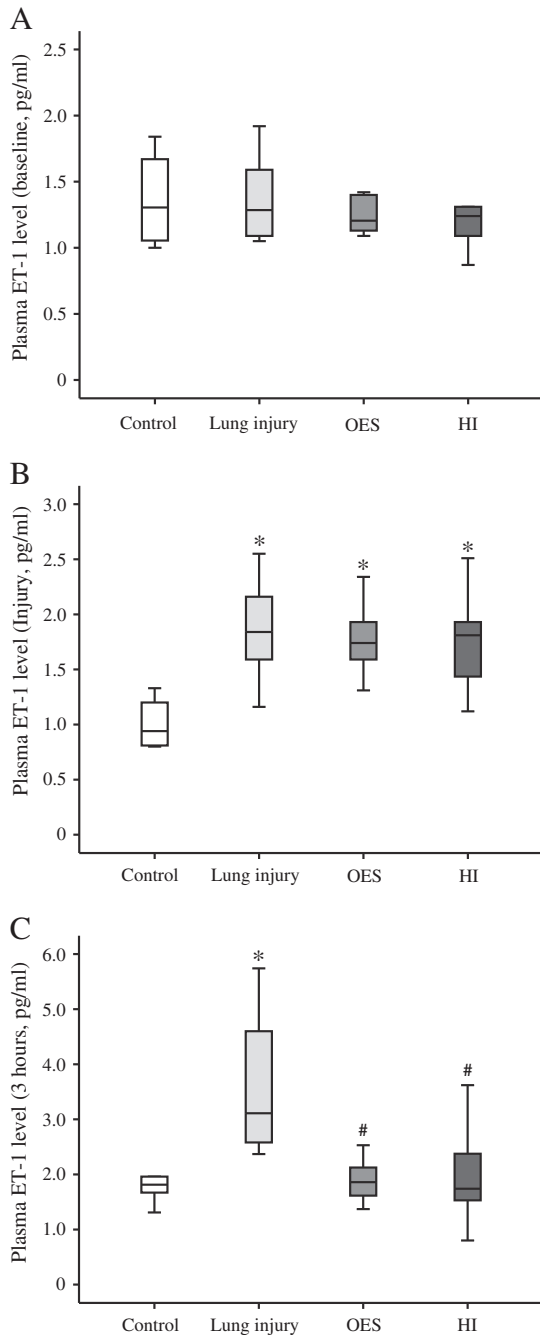 A
Plasma ET-1 level (baseline, pg/ml)
2.5
2.0
1.5
1.0
0.5
0
Control Lung injury OES HI
B
Plasma ET-1 level (Injury, pg/ml)
3.0
2.5
2.0
1.5
1.0
0.5
0
* * *
Control Lung injury OES HI
C
Plasma ET-1 level (3 hours, pg/ml)
6.0
5.0
4.0
3.0
2.0
1.0
0
*
# #
Control Lung injury OES HI